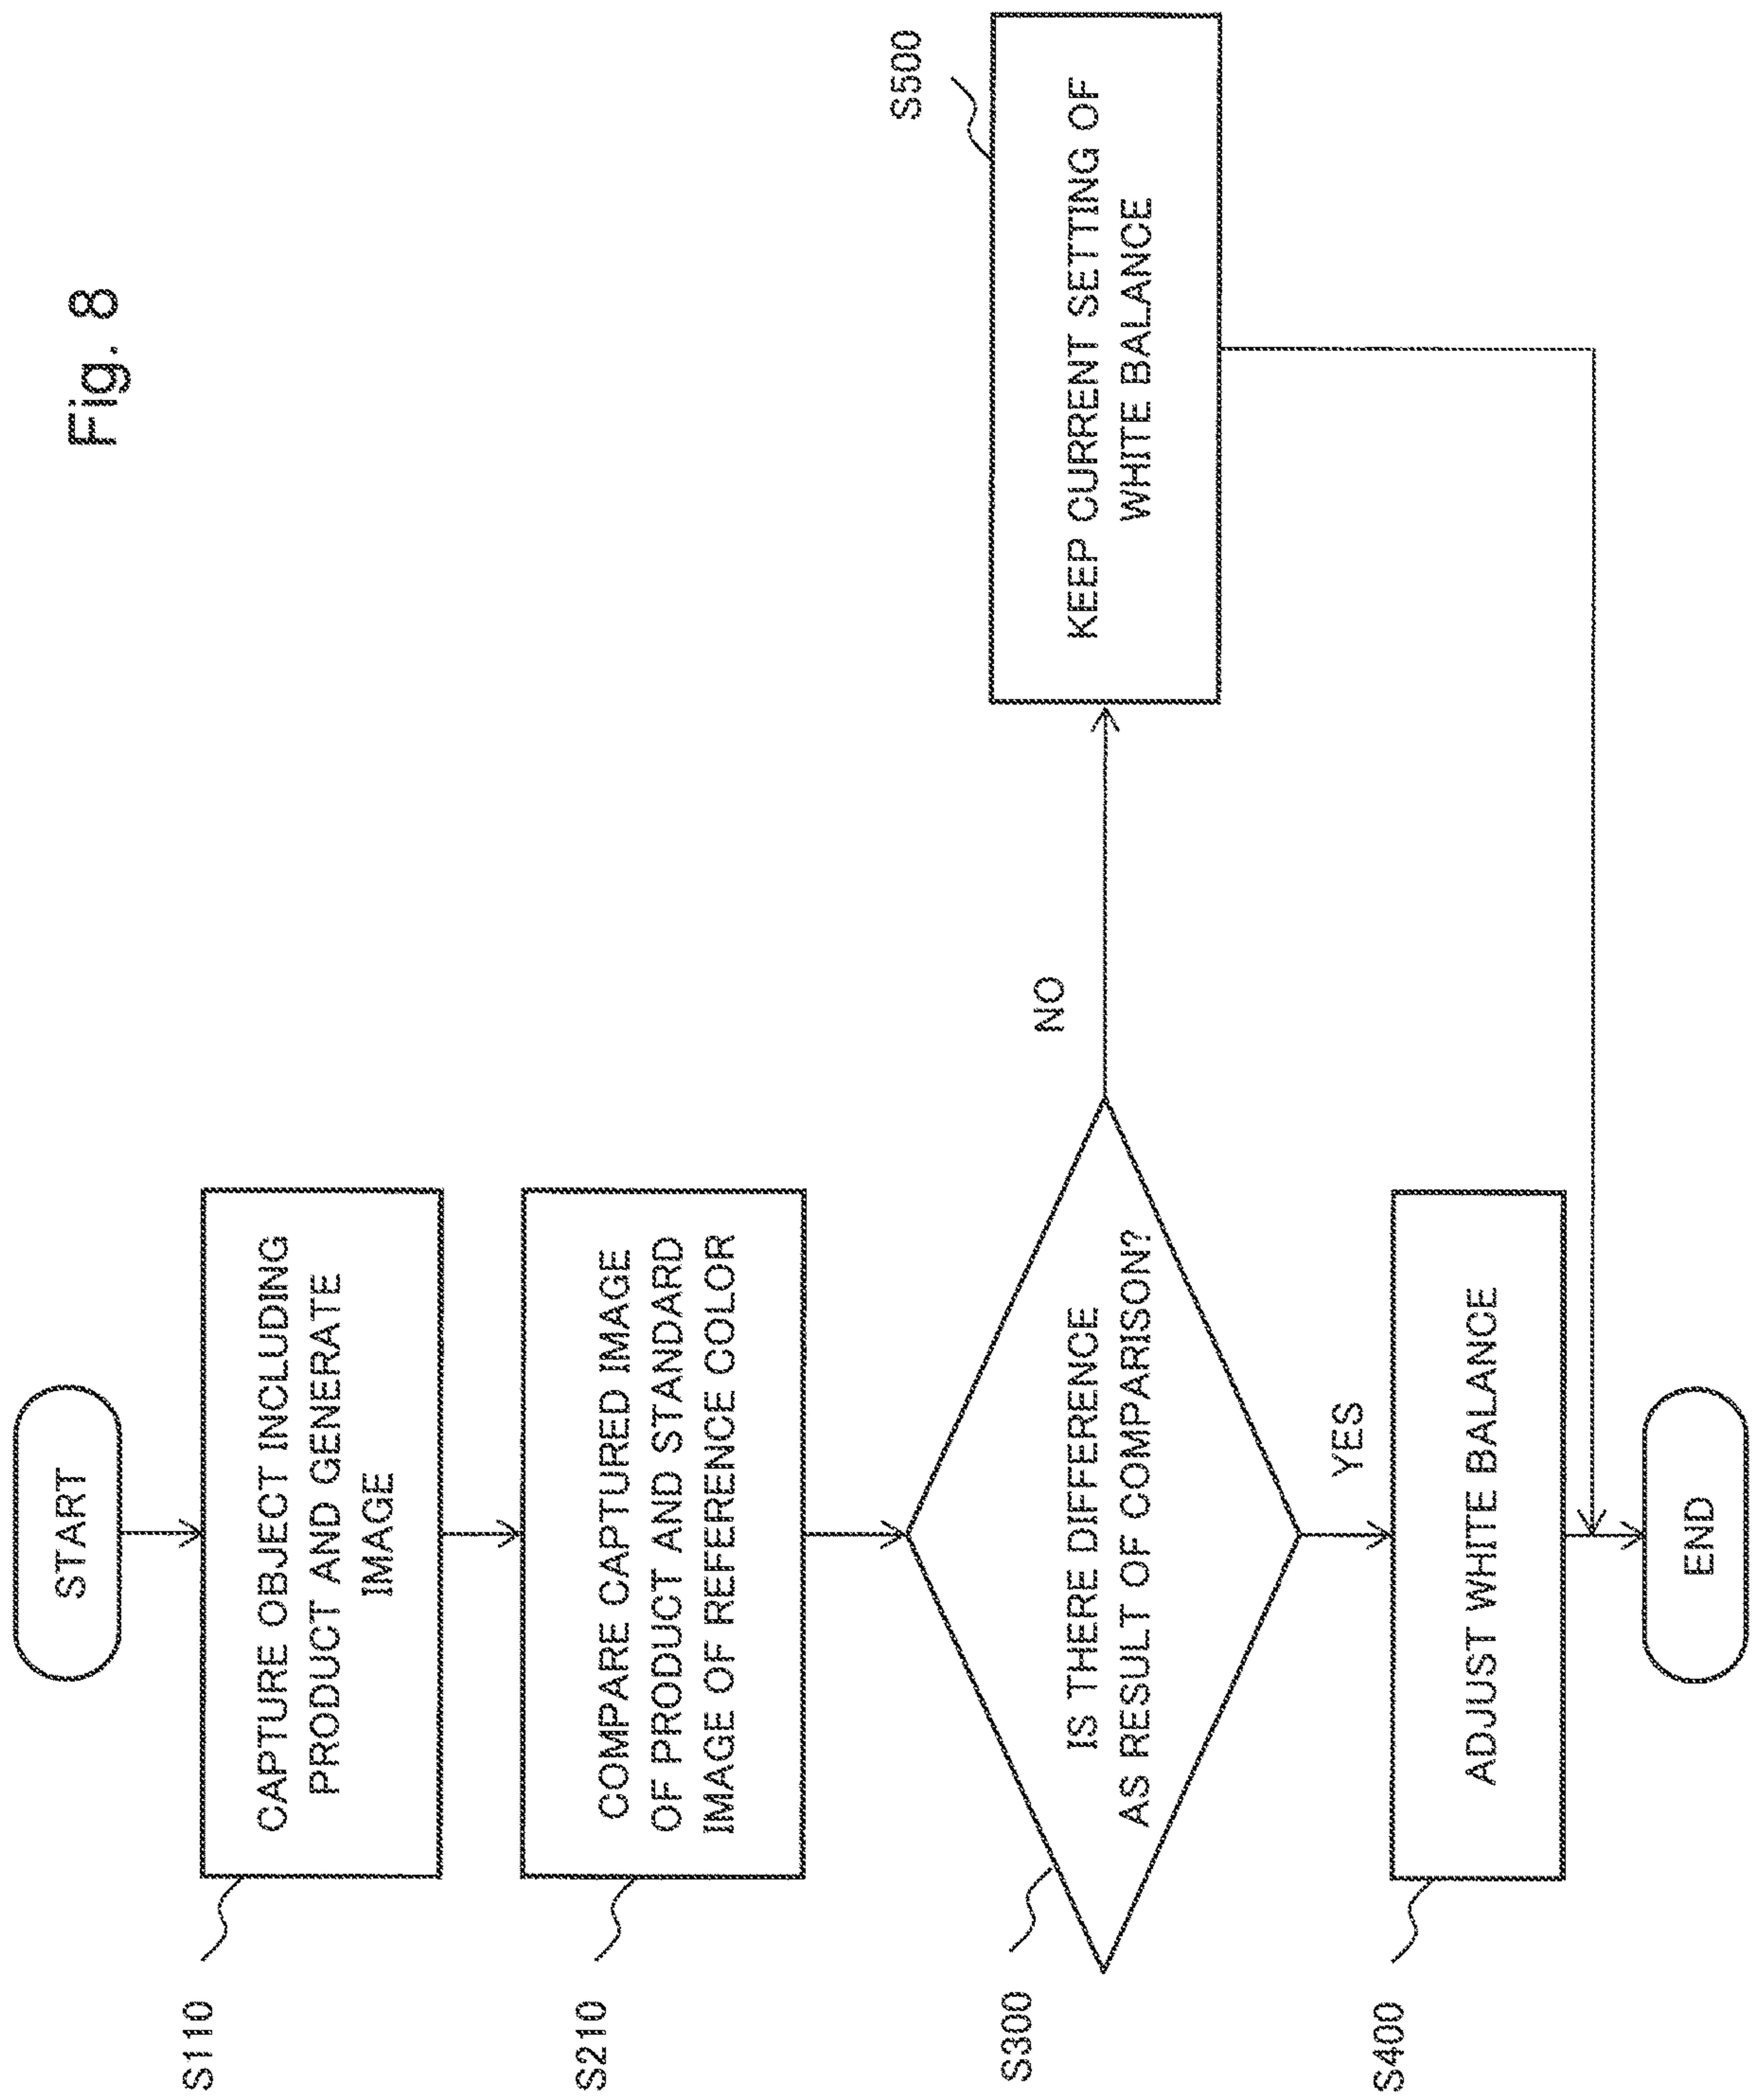 Fig. 8
START
S110
CAPTURE OBJECT INCLUDING
PRODUCT AND GENERATE
IMAGE
S210
COMPARE CAPTURED IMAGE
OF PRODUCT AND STANDARD
IMAGE OF REFERENCE COLOR
S300
IS THERE DIFFERENCE
AS RESULT OF COMPARISON?
NO
S500
KEEP CURRENT SETTING OF
WHITE BALANCE
YES
S400
ADJUST WHITE BALANCE
END